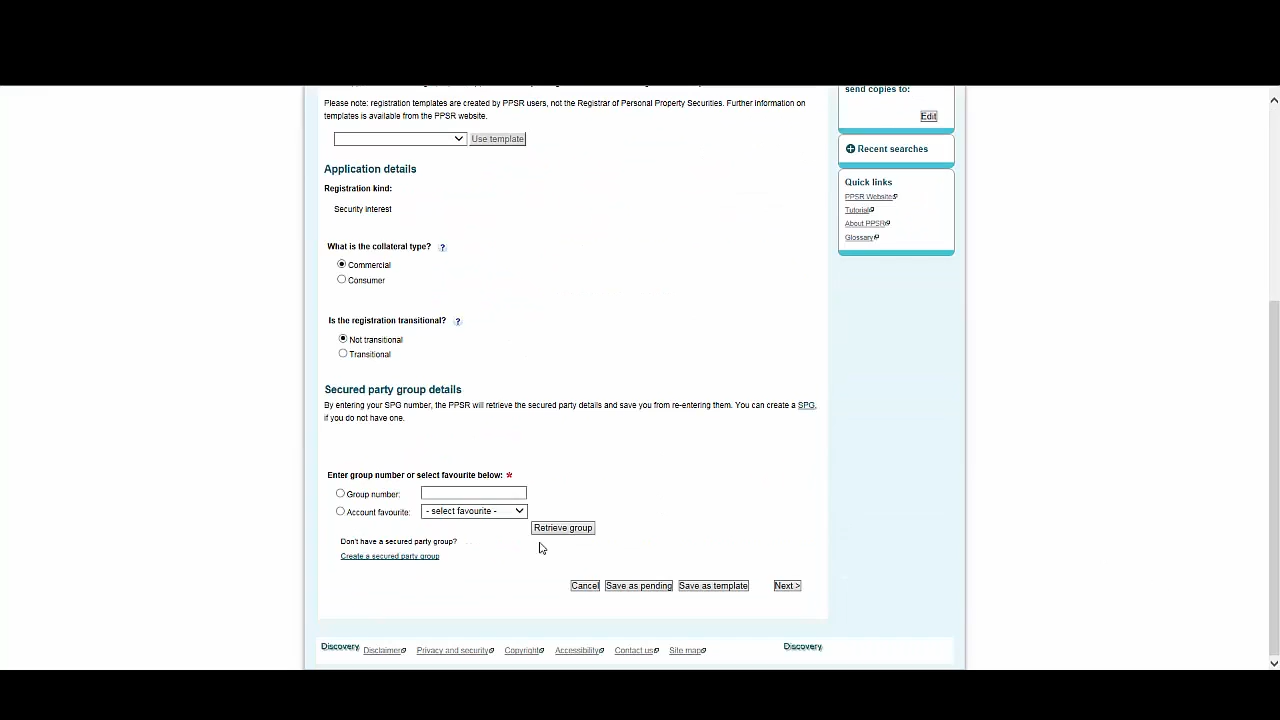 send copies to:
Please note: registration templates are created by PPSR users, not the Registrar of Personal Property Securities. Further information on
templates is available from the PPSR website.
Edit
Use template
Recent searches
Application details
Registration kind:
Quick links
PPSR Website
Security interest
Tutorial
About PPSR
Glossary
What is the collateral type? ?
Commercial
Consumer
Is the registration transitional? ?
Not transitional
Transitional
Secured party group details
By entering your SPG number, the PPSR will retrieve the secured party details and save you from re-entering them. You can create a SPG,
if you do not have one.
Enter group number or select favourite below: *
Group number:
Account favourite: - select favourite -
Retrieve group
Don't have a secured party group?
Create a secured party group
Cancel Save as pending Save as template Next >
Discovery Disclaimer Privacy and security Copyright Accessibility Contact us Site map Discovery